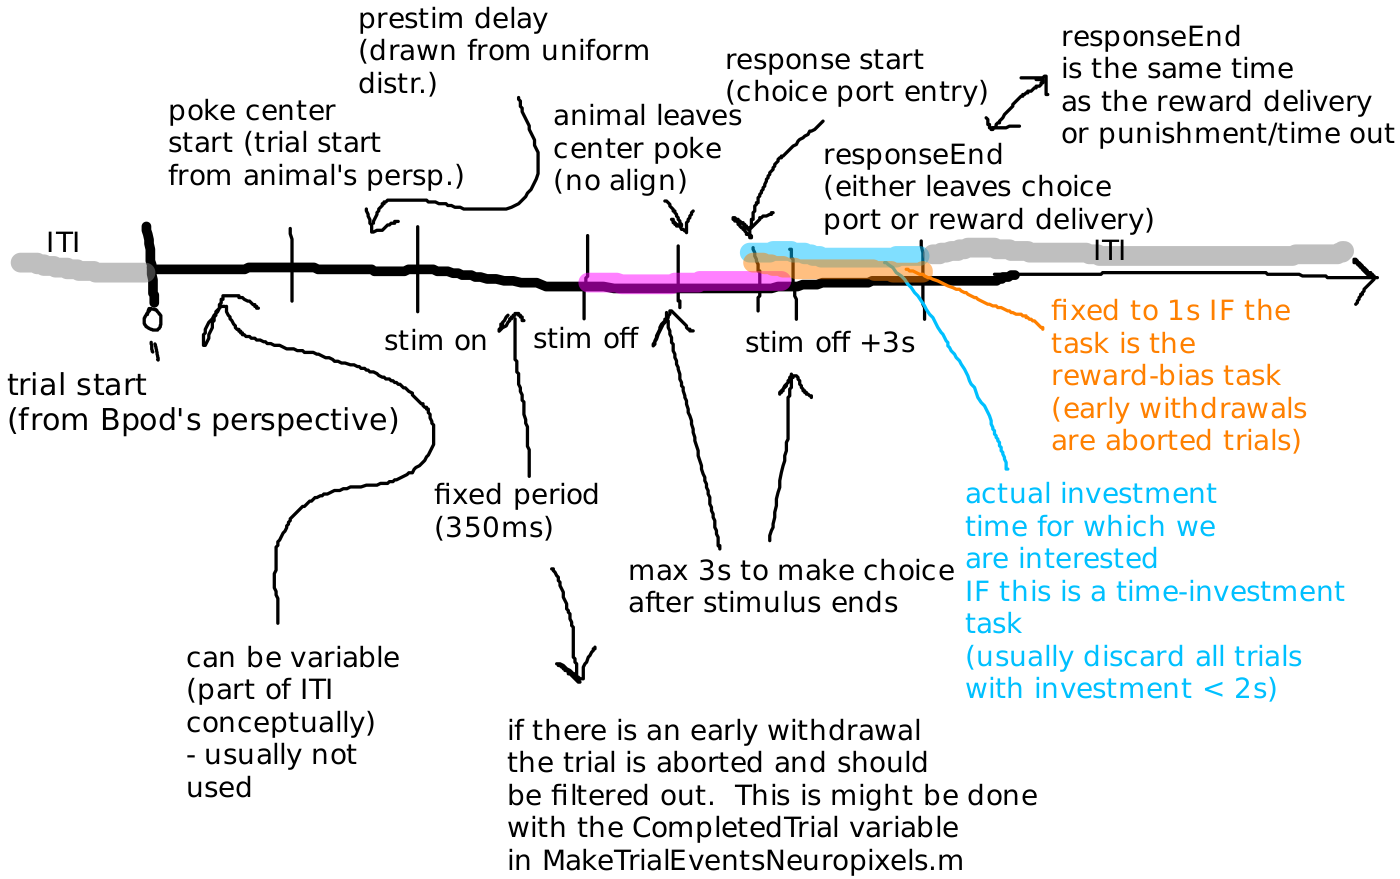 prestim delay
(drawn from uniform
distr.)
poke center
start (trial start
from animal's persp.)
animal leaves
center poke
(no align)
response start
(choice port entry)
responseEnd
is the same time
as the reward delivery
or punishment/time out
responseEnd
(either leaves choice
port or reward delivery)
ITI
ITI
stim on
stim off
stim off +3s
trial start
(from Bpod's perspective)
fixed to 1s IF the
task is the
reward-bias task
(early withdrawals
are aborted trials)
fixed period
(350ms)
actual investment
time for which we
are interested
IF this is a time-investment
task
(usually discard all trials
with investment < 2s)
max 3s to make choice
after stimulus ends
can be variable
(part of ITI
conceptually)
- usually not
used
if there is an early withdrawal
the trial is aborted and should
be filtered out.  This is might be done
with the CompletedTrial variable
in MakeTrialEventsNeuropixels.m